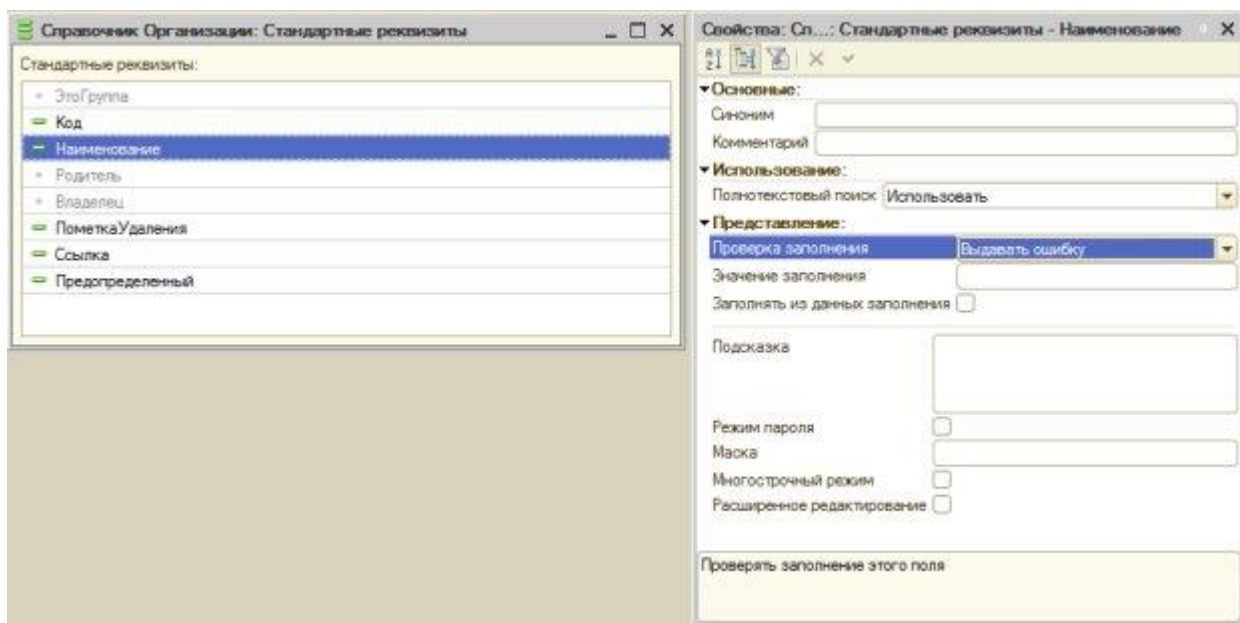 Справочник Организации: Стандартные реквизиты
Стандартные реквизиты:
ЭтоГруппа
Код
Наименование
Родитель
Владелец
ПометкаУдаления
Ссылка
Предопределенный
Свойства: Сп...: Стандартные реквизиты - Наименование
Основные:
Синоним
Комментарий
Использование:
Полнотекстовый поиск Использовать
Представление:
Проверка заполнения Выдавать ошибку
Значение заполнения
Заполнять из данных заполнения
Подсказка
Режим пароля
Маска
Многострочный режим
Расширенное редактирование
Проверять заполнение этого поля